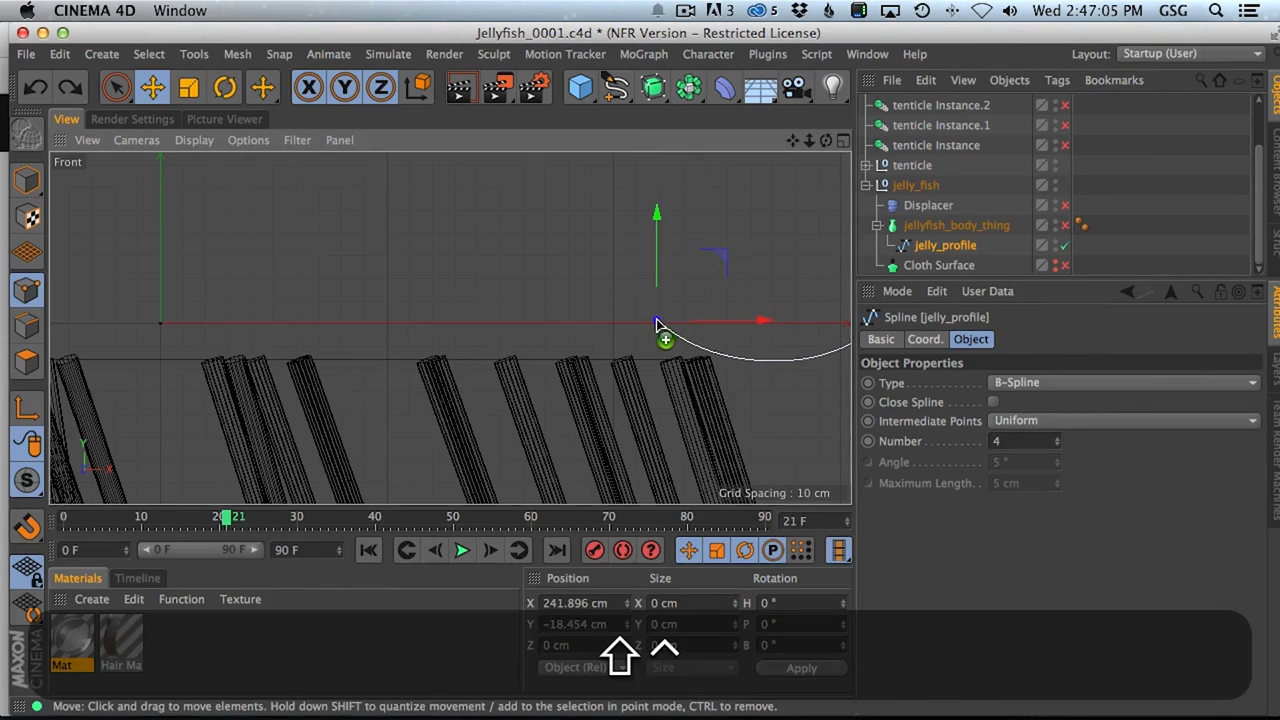 CINEMA 4D Window 3 5 Wed 2:47:05 PM GSG
Jellyfish_0001.c4d * (NFR Version - Restricted License)
File Edit Create Select Tools Mesh Snap Animate Simulate Render Sculpt Motion Tracker MoGraph Character Plugins Script Window Help Layout: Startup (User)
X Y Z File Edit View Objects Tags Bookmarks
View Render Settings Picture Viewer
View Cameras Display Options Filter Panel
Front
tenticle Instance.2
tenticle Instance.1
tenticle Instance
tenticle
jelly_fish
Displacer
jellyfish_body_thing
jelly_profile
Cloth Surface
Mode Edit User Data
Spline [jelly_profile]
Basic Coord. Object
Object Properties
Type B-Spline
Close Spline
Intermediate Points Uniform
Number 4
Angle 5 °
Maximum Length. 5 cm
Y
X
Grid Spacing : 10 cm
0 10 20 21 30 40 50 60 70 80 90 21 F
0 F 0 F 90 F 90 F P
Materials Timeline
Create Edit Function Texture
Mat Hair Ma
Position Size Rotation
X 241.896 cm X 0 cm H 0 °
Y -18.454 cm Y 0 cm P 0 °
Z 0 cm Z 0 cm B 0 °
Object (Rel) Size Apply
MAXON CINEMA 4D
Move: Click and drag to move elements. Hold down SHIFT to quantize movement / add to the selection in point mode, CTRL to remove.